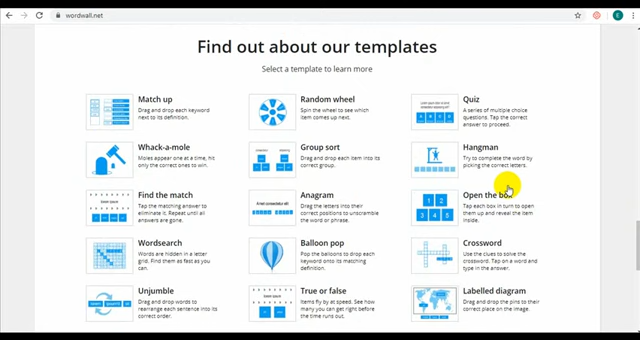 wordwall.net
E
Find out about our templates
Select a template to learn more
Match up
Drag and drop each keyword
next to its definition.
Random wheel
Spin the wheel to see which
item comes up next.
Quiz
A series of multiple choice
questions. Tap the correct
answer to proceed.
A B C D
Whack-a-mole
Moles appear one at a time, hit
only the correct ones to win.
Group sort
Drag and drop each item into its
correct group.
Hangman
Try to complete the word by
picking the correct letters.
Find the match
Tap the matching answer to
eliminate it. Repeat until all
answers are gone.
Anagram
Drag the letters into their
correct positions to unscramble
the word or phrase.
Open the box
Tap each box in turn to open
them up and reveal the item
inside.
1 2
3 4 5
Wordsearch
Words are hidden in a letter
grid. Find them as fast as you
can.
Balloon pop
Pop the balloons to drop each
keyword onto its matching
definition.
Crossword
Use the clues to solve the
crossword. Tap on a word and
type in the answer.
Unjumble
Drag and drop words to
rearrange each sentence into its
correct order.
True or false
Items fly by at speed. See how
many you can get right before
the time runs out.
Labelled diagram
Drag and drop the pins to their
correct place on the image.